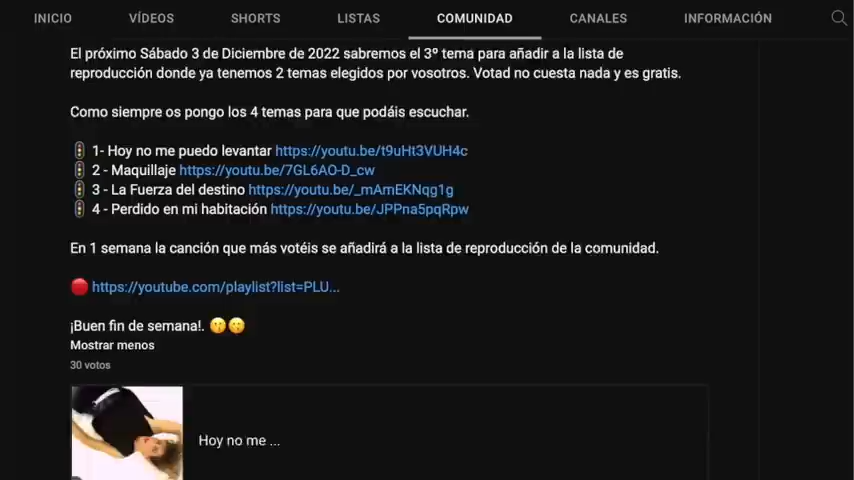 INICIO VÍDEOS SHORTS LISTAS COMUNIDAD CANALES INFORMACIÓN
El próximo Sábado 3 de Diciembre de 2022 sabremos el 3º tema para añadir a la lista de
reproducción donde ya tenemos 2 temas elegidos por vosotros. Votad no cuesta nada y es gratis.
Como siempre os pongo los 4 temas para que podáis escuchar.
1- Hoy no me puedo levantar https://youtu.be/t9uHt3VUH4c
2 - Maquillaje https://youtu.be/7GL6AO-D_cw
3 - La Fuerza del destino https://youtu.be/_mAmEKNqg1g
4 - Perdido en mi habitación https://youtu.be/JPPna5pqRpw
En 1 semana la canción que más votéis se añadirá a la lista de reproducción de la comunidad.
https://youtube.com/playlist?list=PLU...
¡Buen fin de semana!.
Mostrar menos
30 votos
Hoy no me ...